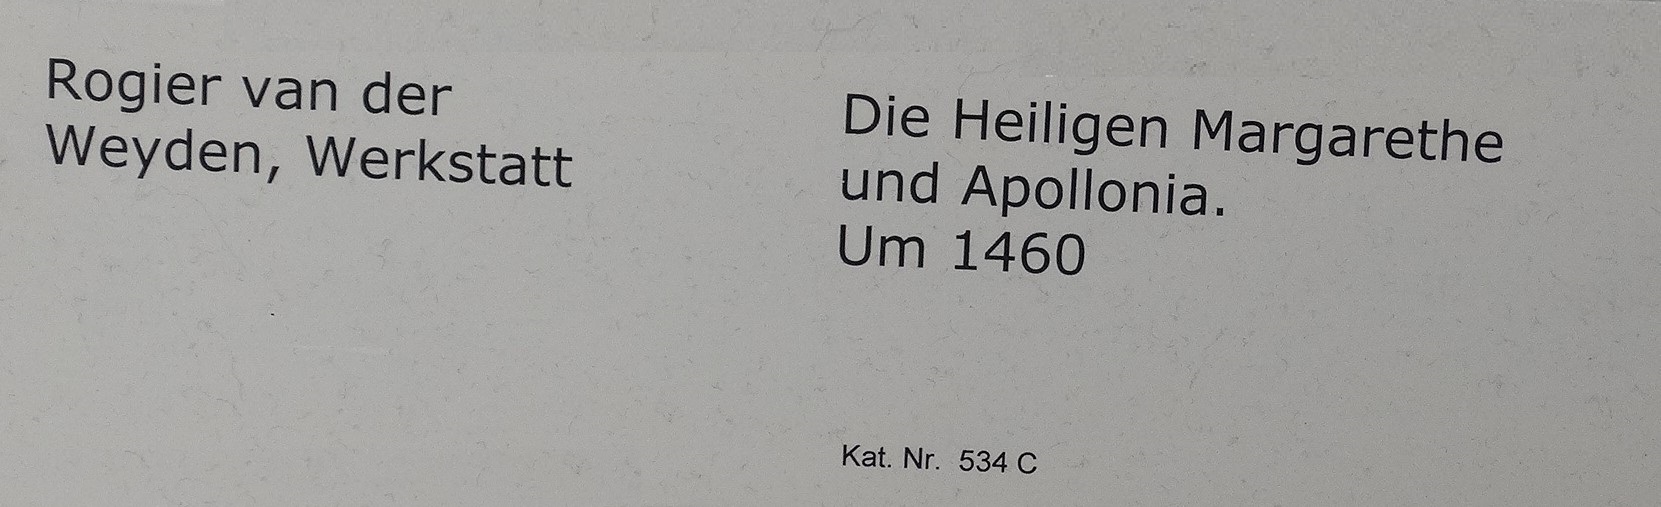 Rogier van der
Weyden, Werkstatt
Die Heiligen Margarethe
und Apollonia.
Um 1460
Kat. Nr. 534 C